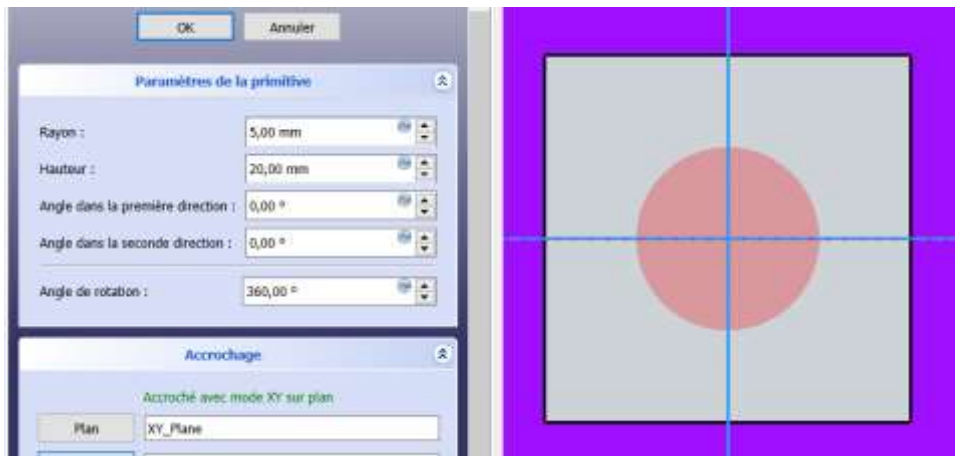 OK Annuler
Paramètres de la primitive
Rayon : 5,00 mm
Hauteur : 20,00 mm
Angle dans la première direction : 0,00 °
Angle dans la seconde direction : 0,00 °
Angle de rotation : 360,00 °
Accrochage
Accroché avec mode XY sur plan
Plan XY_Plane